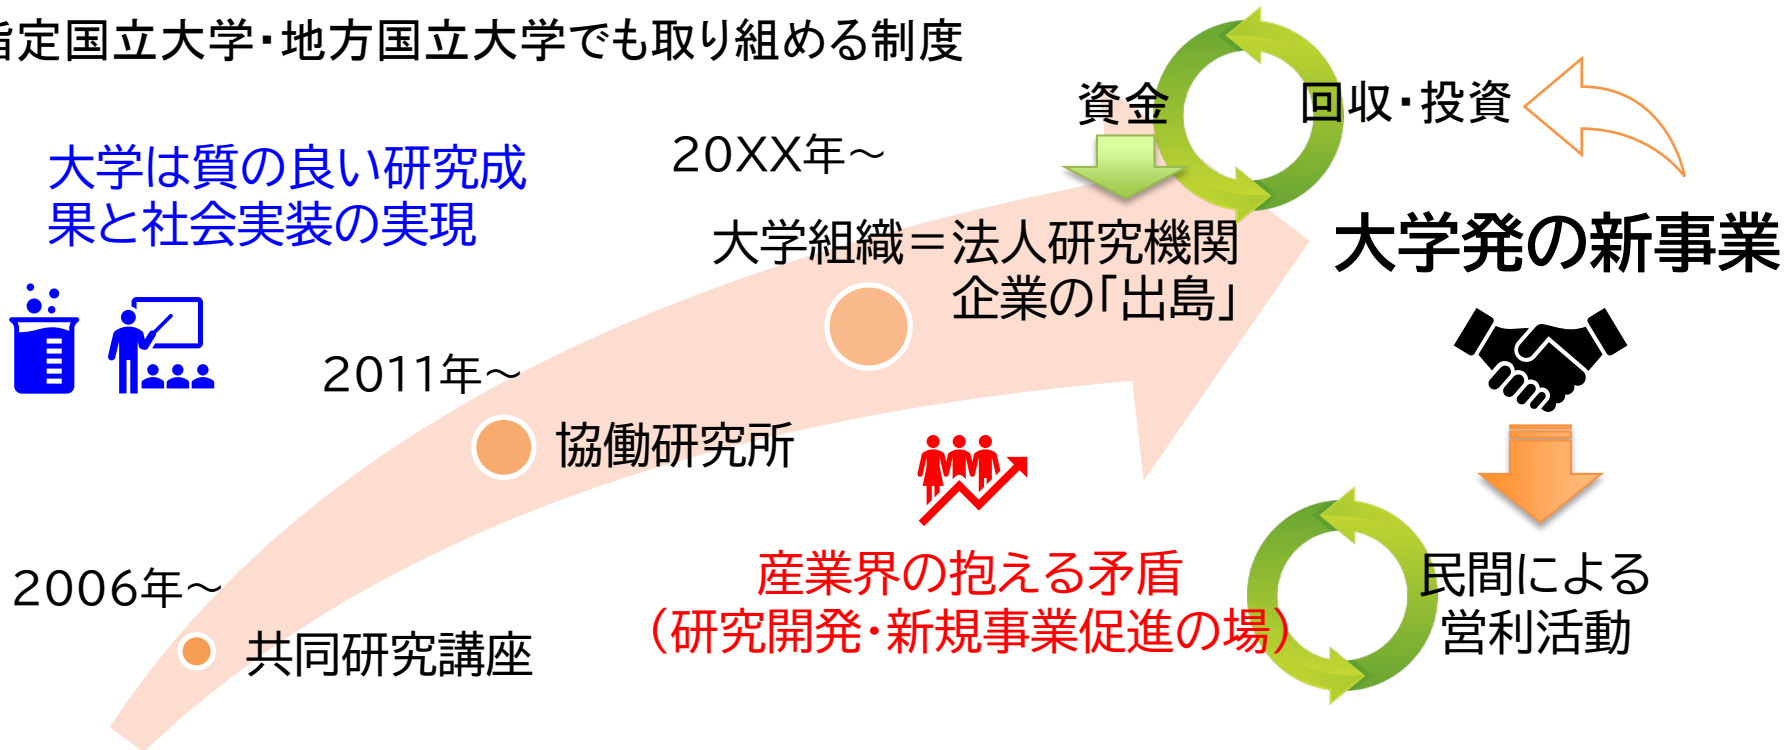 指定国立大学・地方国立大学でも取り組める制度
資金
回収・投資
20XX年～
大学は質の良い研究成
果と社会実装の実現
大学組織＝法人研究機関
企業の「出島」
大学発の新事業
2011年～
協働研究所
産業界の抱える矛盾
（研究開発・新規事業促進の場）
民間による
営利活動
2006年～
共同研究講座